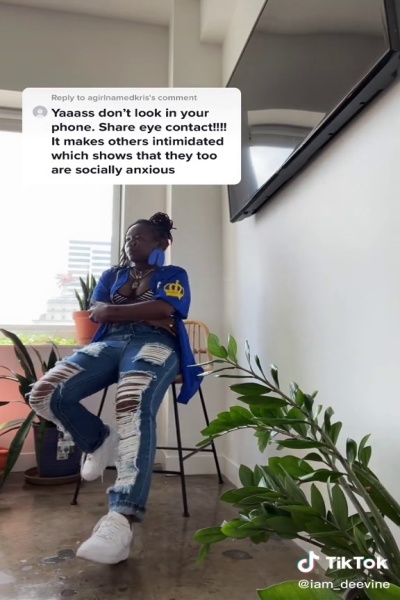 Reply to agirlnamedkris's comment
Yaaass don't look in your
phone. Share eye contact!!!!
It makes others intimidated
which shows that they too
are socially anxious
TikTok
@iam_deevine